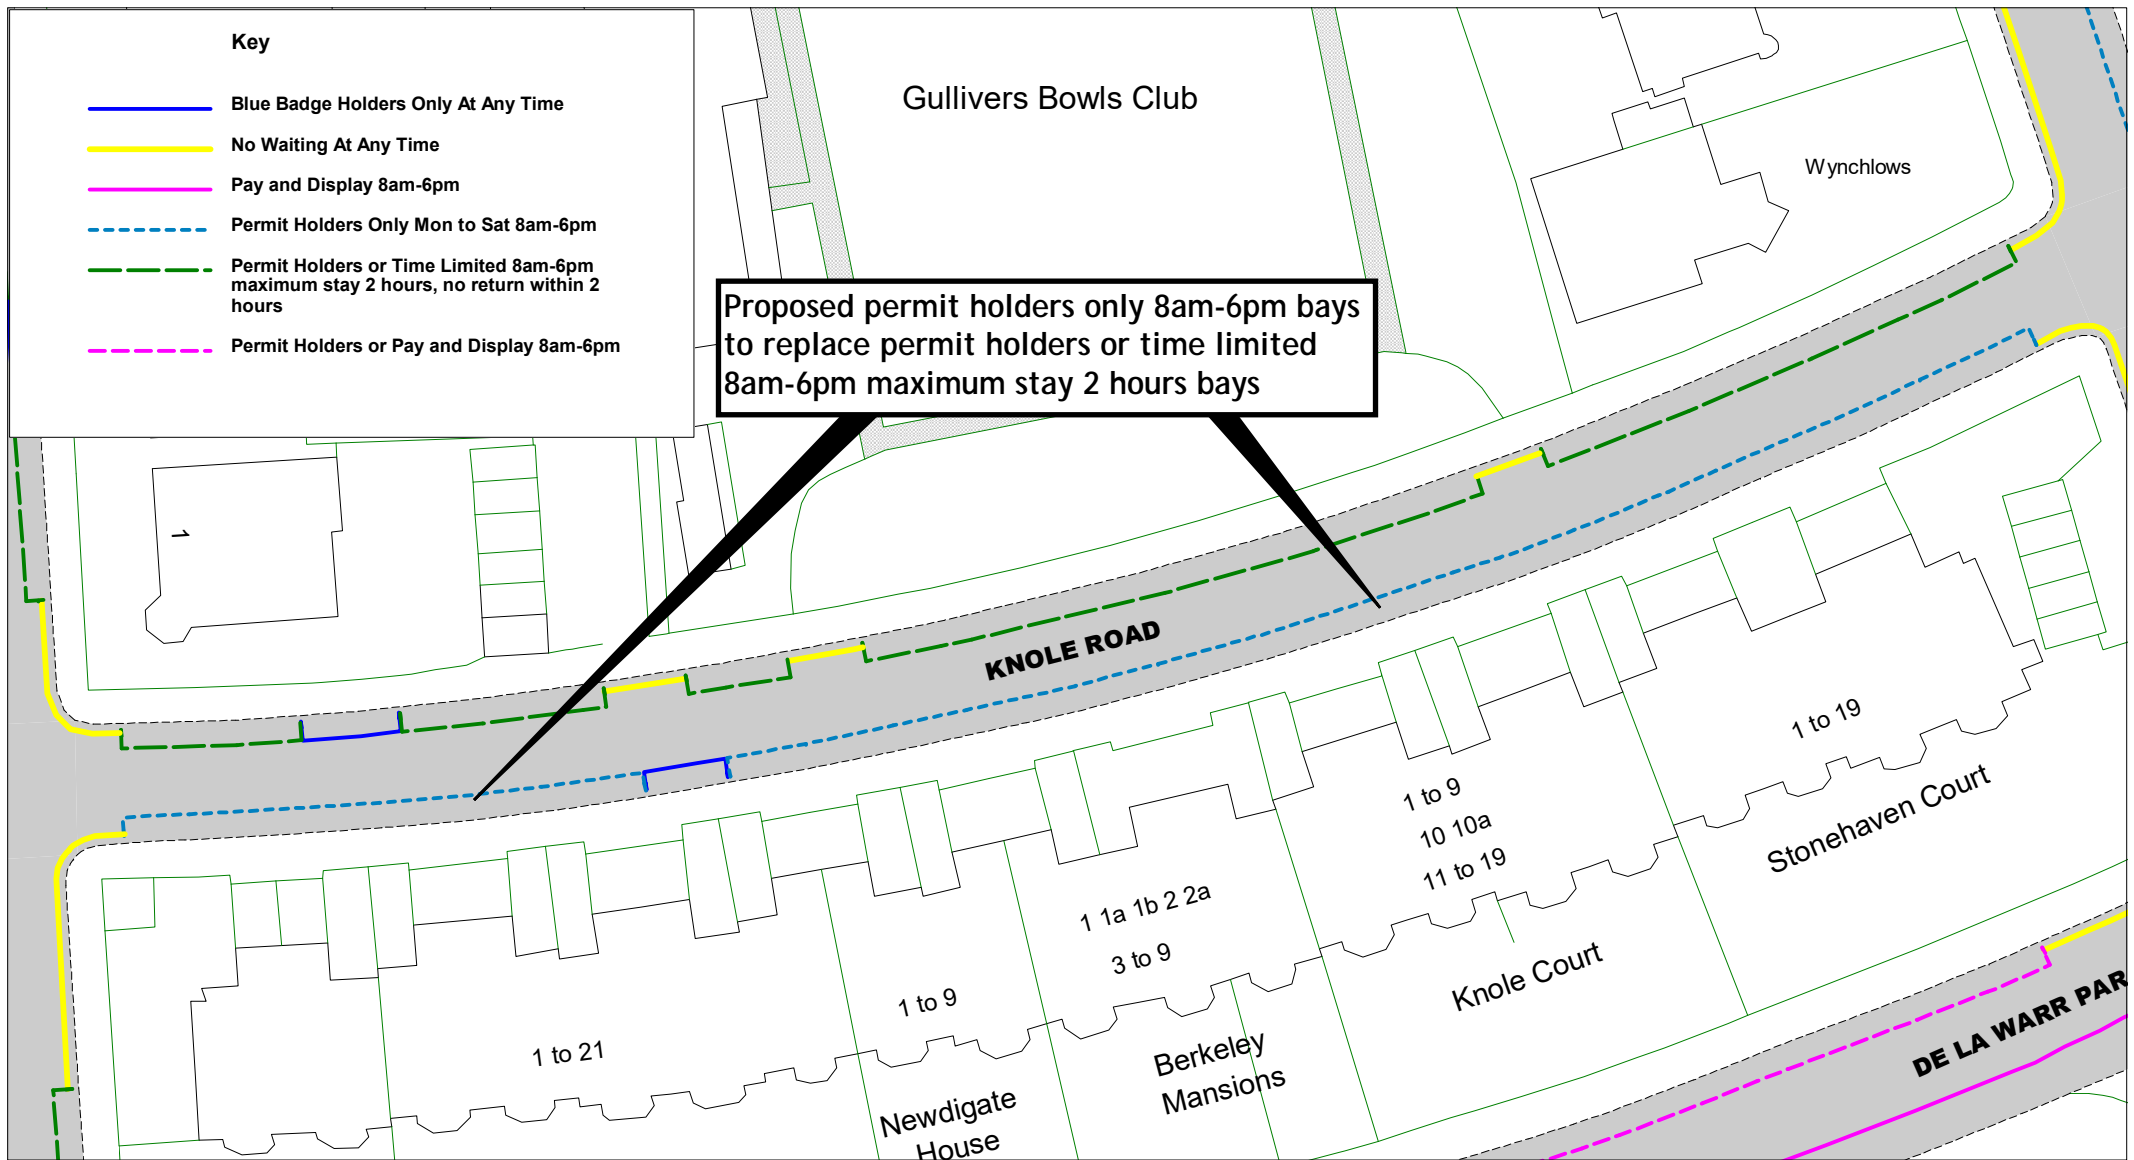 Key
Blue Badge Holders Only At Any Time
No Waiting At Any Time
Pay and Display 8am-6pm
Permit Holders Only Mon to Sat 8am-6pm
Permit Holders or Time Limited 8am-6pm
maximum stay 2 hours, no return within 2
hours
Permit Holders or Pay and Display 8am-6pm
Gullivers Bowls Club
Wynchlows
Proposed permit holders only 8am-6pm bays
to replace permit holders or time limited
8am-6pm maximum stay 2 hours bays
1
KNOLE ROAD
1 to 19
Stonehaven Court
1 to 9
10 10a
11 to 19
Knole Court
1 1a 1b 2 2a
3 to 9
Berkeley
Mansions
1 to 9
Newdigate
House
1 to 21
DE LA WARR PAR